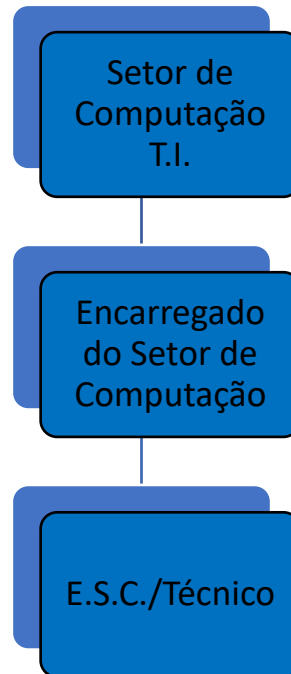 Setor de
Computação
T.I.
Encarregado
do Setor de
Computação
E.S.C./Técnico